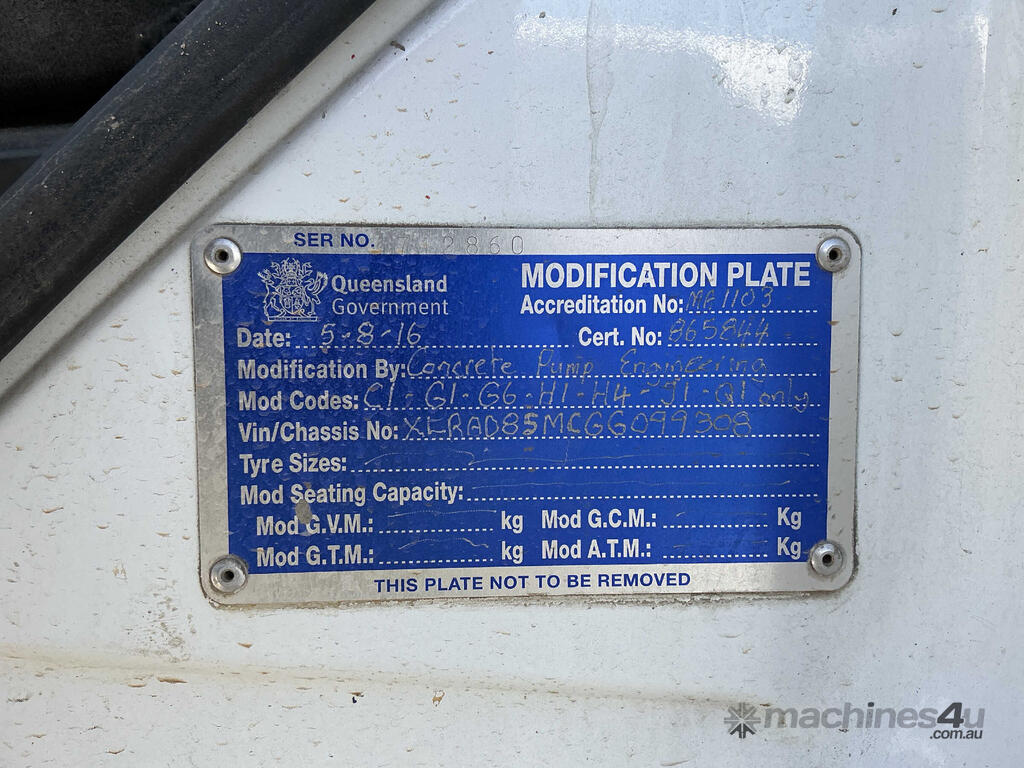 SER NO. 2860
Queensland Government
MODIFICATION PLATE
Accreditation No: MA1103
Date: 5-8-16 Cert. No: 865844
Modification By: Concrete Pump Engineering
Mod Codes: C1-G1-G6-H1-H4-J1-Q1 only
Vin/Chassis No: XLRAD85MCGG099308
Tyre Sizes:
Mod Seating Capacity:
Mod G.V.M.: kg Mod G.C.M.: Kg
Mod G.T.M.: kg Mod A.T.M.: Kg
THIS PLATE NOT TO BE REMOVED
machines4u
.com.au